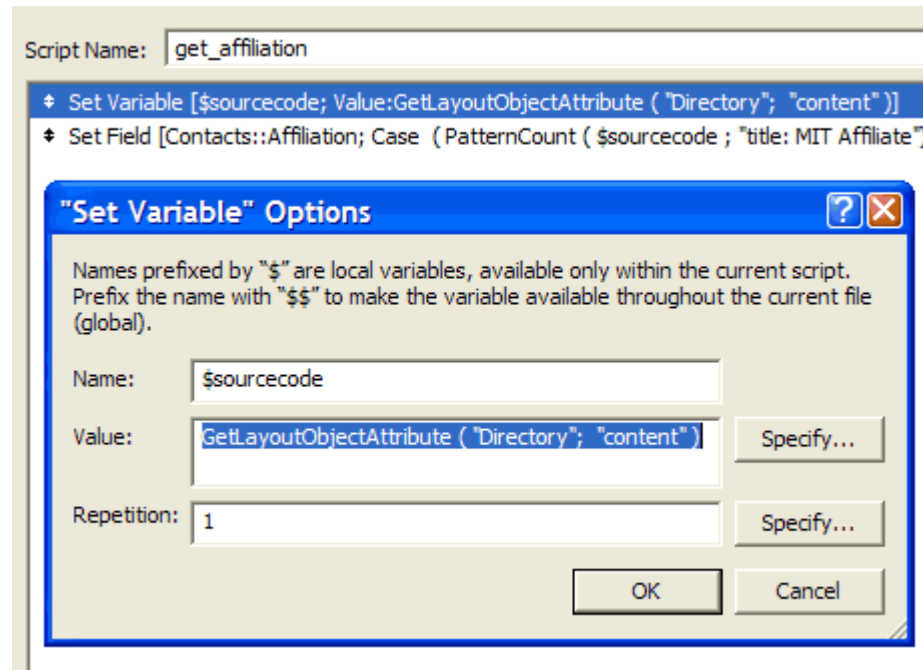 Script Name: get_affiliation
Set Variable [$sourcecode; Value:GetLayoutObjectAttribute ( "Directory"; "content" )]
Set Field [Contacts::Affiliation; Case ( PatternCount ( $sourcecode ; "title: MIT Affiliate")
"Set Variable" Options
Names prefixed by "$" are local variables, available only within the current script.
Prefix the name with "$$" to make the variable available throughout the current file
(global).
Name: $sourcecode
Value: GetLayoutObjectAttribute ( "Directory"; "content" )
Specify...
Repetition: 1
Specify...
OK Cancel